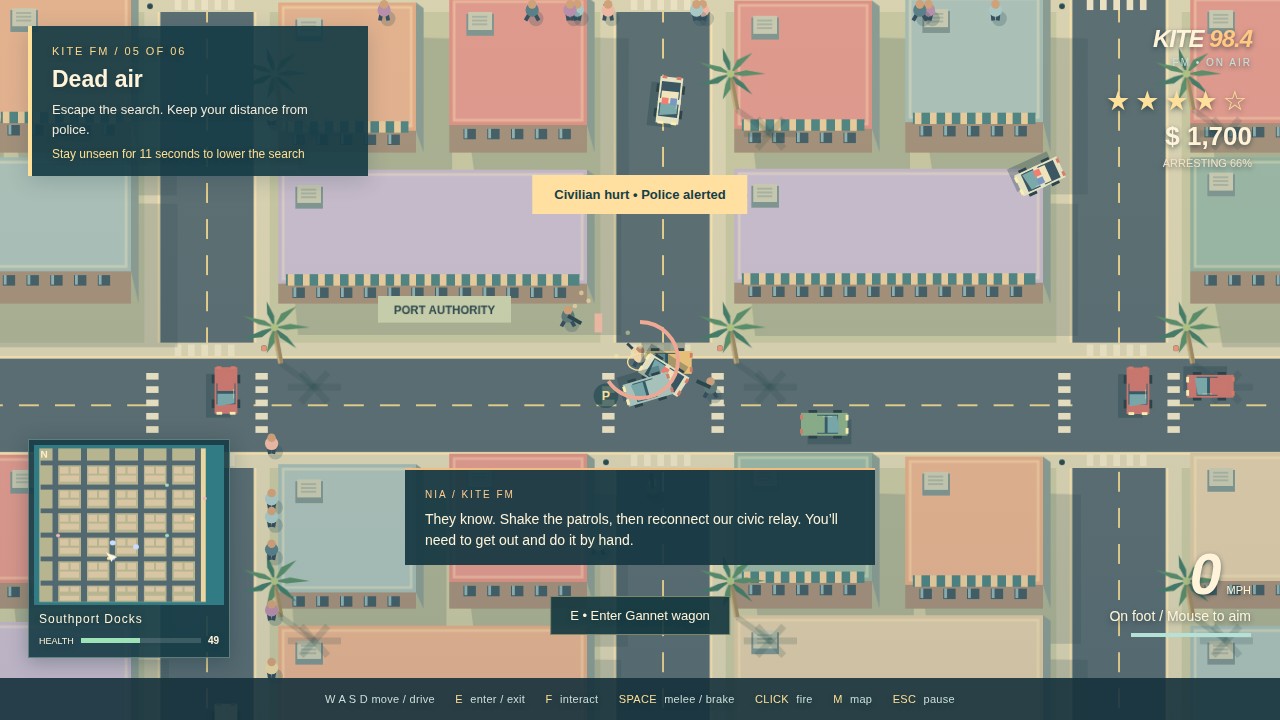 KITE FM / 05 OF 06
Dead air
Escape the search. Keep your distance from
police.
Stay unseen for 11 seconds to lower the search
KITE 98.4
FM • ON AIR
★ ★ ★ ★ ☆
$ 1,700
ARRESTING 66%
Civilian hurt • Police alerted
PORT AUTHORITY
P
N
Southport Docks
HEALTH 49
NIA / KITE FM
They know. Shake the patrols, then reconnect our civic relay. You’ll
need to get out and do it by hand.
E • Enter Gannet wagon
0 MPH
On foot / Mouse to aim
W A S D move / drive E enter / exit F interact SPACE melee / brake CLICK fire M map ESC pause